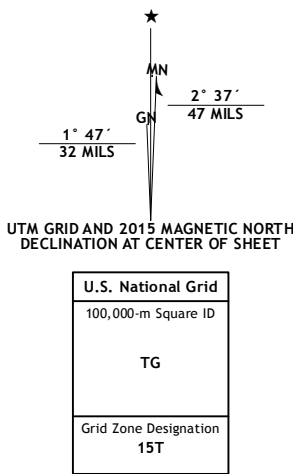 ★
MN
2° 37´
47 MILS
GN
1° 47´
32 MILS
UTM GRID AND 2015 MAGNETIC NORTH
DECLINATION AT CENTER OF SHEET
U.S. National Grid
100,000-m Square ID
TG
Grid Zone Designation
15T